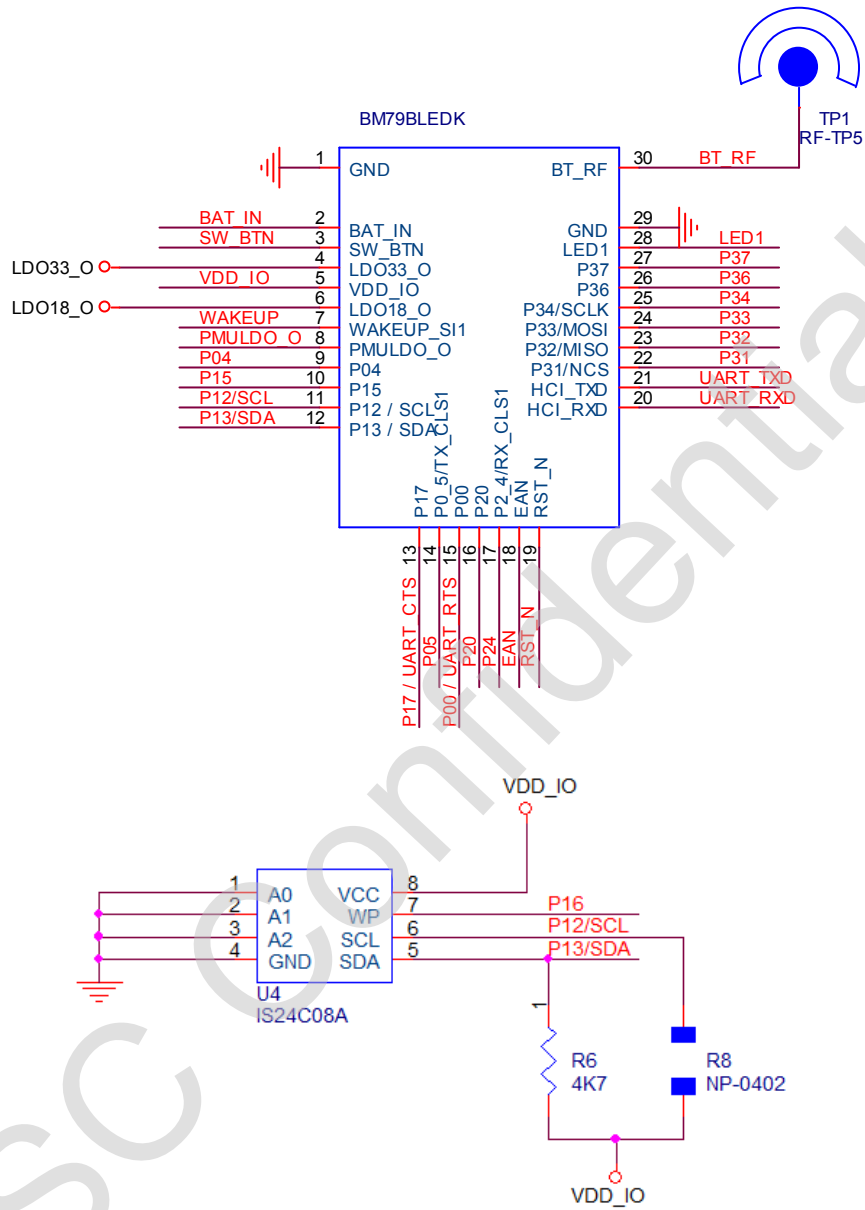 BM79BLEDK
TP1
RF-TP5
1
GND
BT_RF
30
BT_RF
BAT_IN
2
BAT_IN
GND
29
SW_BTN
3
SW_BTN
LED1
28
LED1
LDO33_O
4
LDO33_O
P37
27
P37
VDD_IO
5
VDD_IO
P36
26
P36
LDO18_O
6
LDO18_O
P34/SCLK
25
P34
WAKEUP
7
WAKEUP_SI1
P33/MOSI
24
P33
PMULDO_O
8
PMULDO_O
P32/MISO
23
P32
P04
9
P04
P31/NCS
22
P31
P15
10
P15
HCI_TXD
21
UART_TXD
P12/SCL
11
P12 / SCL
HCI_RXD
20
UART_RXD
P13/SDA
12
P13 / SDA
P17
P0_5/TX_CLS1
P00
P20
P2_4/RX_CLS1
EAN
RST_N
13
14
15
16
17
18
19
P17 / UART_CTS
P05
P00 / UART_RTS
P20
P24
EAN
RST_N
VDD_IO
1
A0
VCC
8
2
A1
WP
7
P16
3
A2
SCL
6
P12/SCL
4
GND
SDA
5
P13/SDA
U4
IS24C08A
1
R6
4K7
R8
NP-0402
VDD_IO
SC Confidential